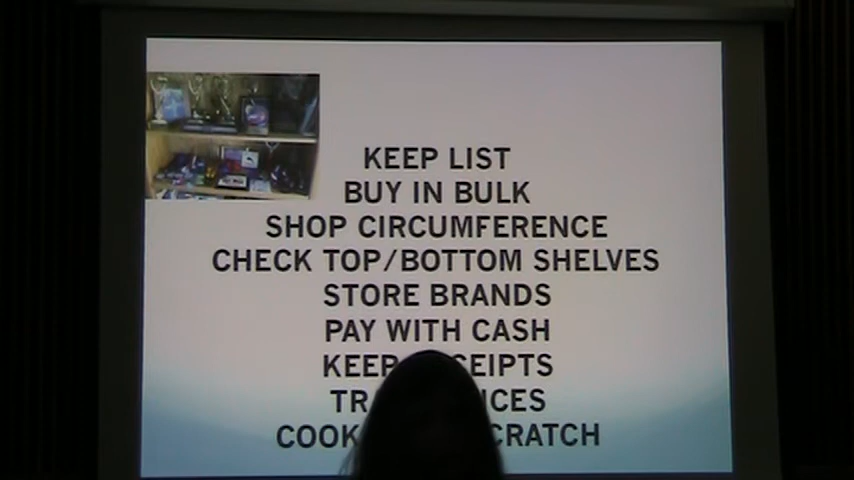 KEEP LIST
BUY IN BULK
SHOP CIRCUMFERENCE
CHECK TOP/BOTTOM SHELVES
STORE BRANDS
PAY WITH CASH
KEEP
COOK